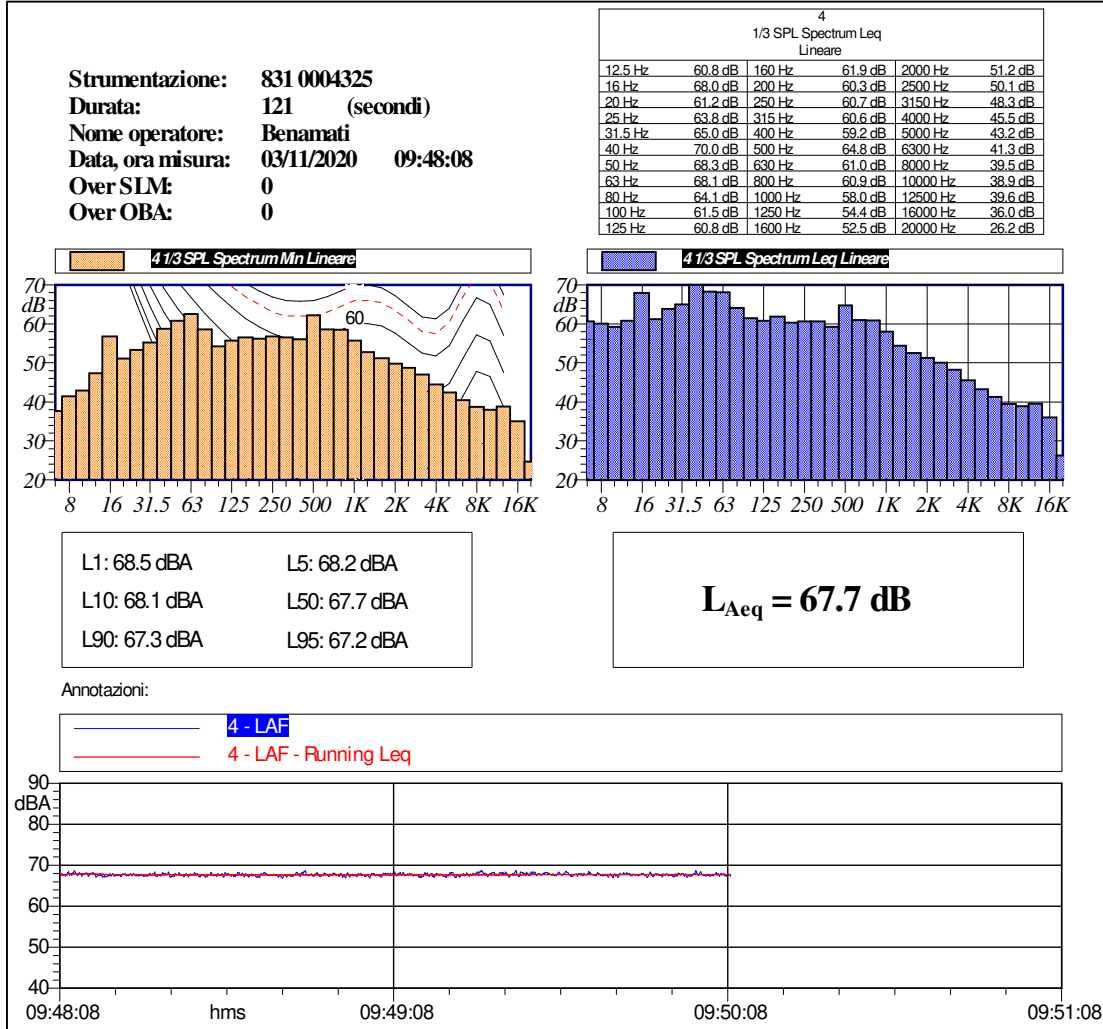 Strumentazione: 831 0004325
Durata: 121 (secondi)
Nome operatore: Benamati
Data, ora misura: 03/11/2020 09:48:08
Over SLM: 0
Over OBA: 0
4
1/3 SPL Spectrum Leq
Lineare
12.5 Hz 60.8 dB 160 Hz 61.9 dB 2000 Hz 51.2 dB
16 Hz 68.0 dB 200 Hz 60.3 dB 2500 Hz 50.1 dB
20 Hz 61.2 dB 250 Hz 60.7 dB 3150 Hz 48.3 dB
25 Hz 63.8 dB 315 Hz 60.6 dB 4000 Hz 45.5 dB
31.5 Hz 65.0 dB 400 Hz 59.2 dB 5000 Hz 43.2 dB
40 Hz 70.0 dB 500 Hz 64.8 dB 6300 Hz 41.3 dB
50 Hz 68.3 dB 630 Hz 61.0 dB 8000 Hz 39.5 dB
63 Hz 68.1 dB 800 Hz 60.9 dB 10000 Hz 38.9 dB
80 Hz 64.1 dB 1000 Hz 58.0 dB 12500 Hz 39.6 dB
100 Hz 61.5 dB 1250 Hz 54.4 dB 16000 Hz 36.0 dB
125 Hz 60.8 dB 1600 Hz 52.5 dB 20000 Hz 26.2 dB
4 1/3 SPL Spectrum Min Lineare
70
dB
60
50
40
30
20
60
8 16 31.5 63 125 250 500 1K 2K 4K 8K 16K
4 1/3 SPL Spectrum Leq Lineare
70
dB
60
50
40
30
20
8 16 31.5 63 125 250 500 1K 2K 4K 8K 16K
L1: 68.5 dBA L5: 68.2 dBA
L10: 68.1 dBA L50: 67.7 dBA
L90: 67.3 dBA L95: 67.2 dBA
LAeq = 67.7 dB
Annotazioni:
4 - LAF
4 - LAF - Running Leq
90
dBA
80
70
60
50
40
09:48:08 hms 09:49:08 09:50:08 09:51:08